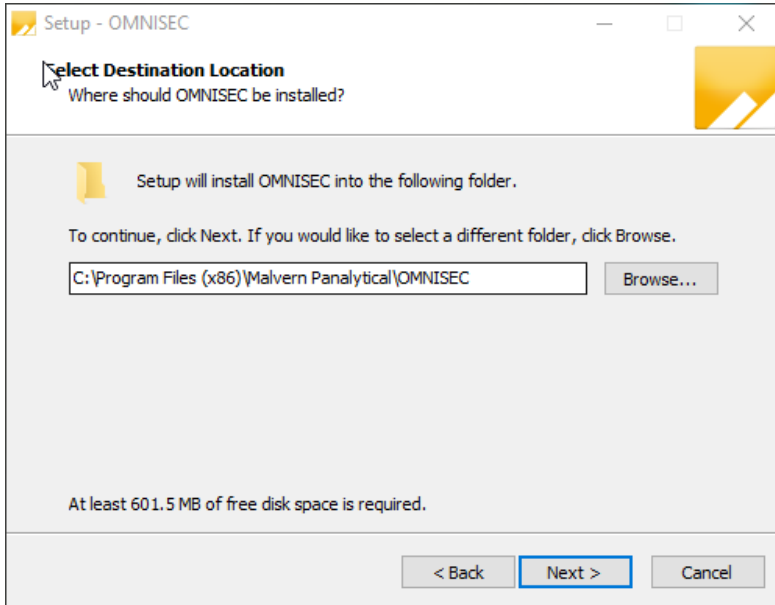 Setup - OMNISEC
Select Destination Location
Where should OMNISEC be installed?
Setup will install OMNISEC into the following folder.
To continue, click Next. If you would like to select a different folder, click Browse.
C:\Program Files (x86)\Malvern Panalytical\OMNISEC
Browse...
At least 601.5 MB of free disk space is required.
< Back
Next >
Cancel